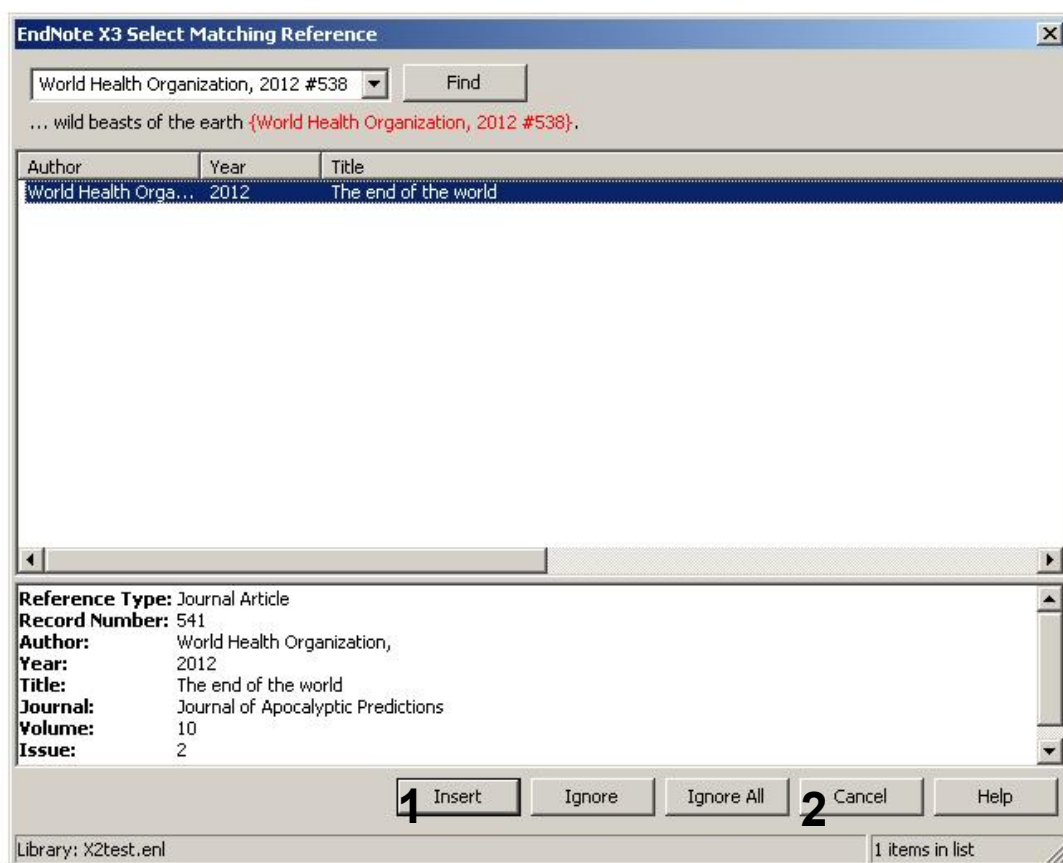 EndNote X3 Select Matching Reference
World Health Organization, 2012 #538 Find
... wild beasts of the earth {World Health Organization, 2012 #538}.
Author Year Title
World Health Orga... 2012 The end of the world
Reference Type: Journal Article
Record Number: 541
Author: World Health Organization,
Year: 2012
Title: The end of the world
Journal: Journal of Apocalyptic Predictions
Volume: 10
Issue: 2
1 Insert Ignore Ignore All 2 Cancel Help
Library: X2test.enl 1 items in list